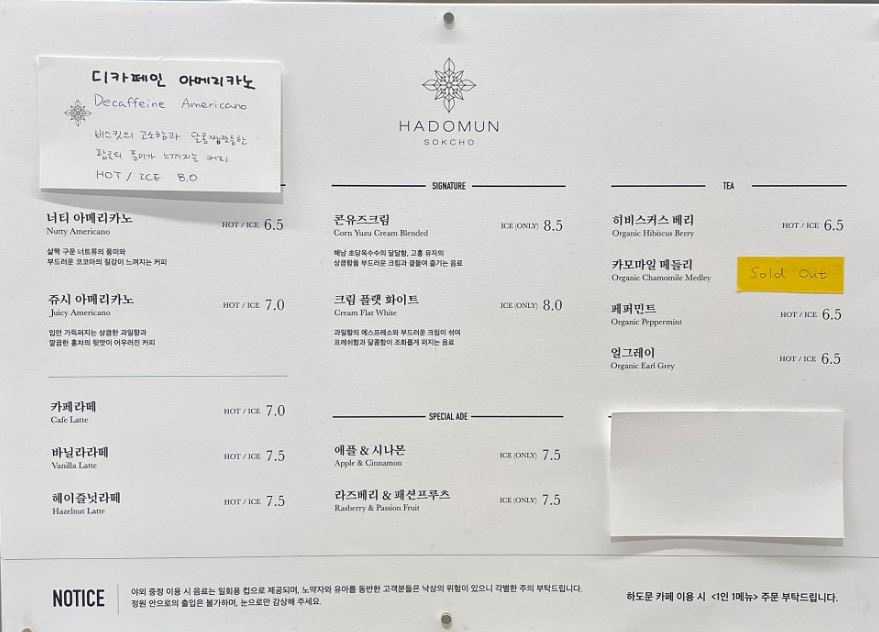 디카페인 아메리카노
Decaffeine Americano
비스킷의 고소함과 달콤짭짤한
팝콘의 풍미가 느껴지는 커피
HOT / ICE 8.0
너티 아메리카노
HOT / ICE 6.5
Nutty Americano
살짝 구운 너트류의 풍미와
부드러운 코코아의 질감이 느껴지는 커피
쥬시 아메리카노
HOT / ICE 7.0
Juicy Americano
입안 가득퍼지는 상큼한 과일향과
깔끔한 홍차의 뒷맛이 어우러진 커피
카페라떼
HOT / ICE 7.0
Cafe Latte
바닐라라떼
HOT / ICE 7.5
Vanilla Latte
헤이즐넛라떼
HOT / ICE 7.5
Hazelnut Latte
HADOMUN
SOKCHO
SIGNATURE
콘유즈크림
ICE (ONLY) 8.5
Corn Yuzu Cream Blended
해남 초당옥수수의 달달함, 고흥 유자의
상큼함을 부드러운 크림과 곁들여 즐기는 음료
크림 플랫 화이트
ICE (ONLY) 8.0
Cream Flat White
과일향의 에스프레소와 부드러운 크림이 섞여
프레쉬함과 달콤함이 조화롭게 퍼지는 음료
SPECIAL ADE
애플 & 시나몬
ICE (ONLY) 7.5
Apple & Cinnamon
라즈베리 & 패션프루츠
ICE (ONLY) 7.5
Rasberry & Passion Fruit
TEA
히비스커스 베리
HOT / ICE 6.5
Organic Hibiscus Berry
카모마일 메들리
Sold Out
Organic Chamomile Medley
페퍼민트
HOT / ICE 6.5
Organic Peppermint
얼그레이
HOT / ICE 6.5
Organic Earl Grey
NOTICE
야외 중정 이용 시 음료는 일회용 컵으로 제공되며, 노약자와 유아를 동반한 고객분들은 낙상의 위험이 있으니 각별한 주의 부탁드립니다.
정원 안으로의 출입은 불가하며, 눈으로만 감상해 주세요.
하도문 카페 이용 시 <1인 1메뉴> 주문 부탁드립니다.